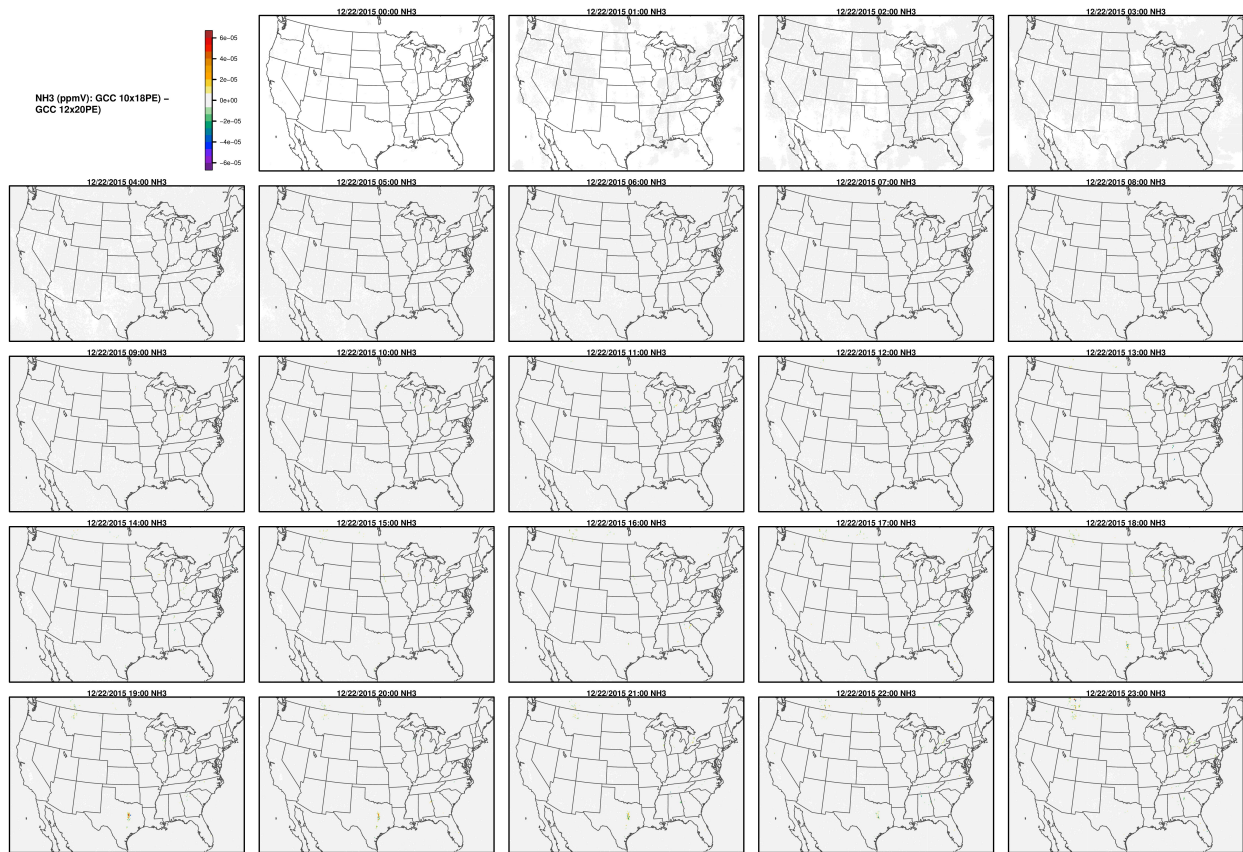 12/22/2015 00:00 NH3
12/22/2015 01:00 NH3
12/22/2015 02:00 NH3
12/22/2015 03:00 NH3
NH3 (ppmV): GCC 10x18PE) −
GCC 12x20PE)
6e−05
4e−05
2e−05
0e+00
−2e−05
−4e−05
−6e−05
12/22/2015 04:00 NH3
12/22/2015 05:00 NH3
12/22/2015 06:00 NH3
12/22/2015 07:00 NH3
12/22/2015 08:00 NH3
12/22/2015 09:00 NH3
12/22/2015 10:00 NH3
12/22/2015 11:00 NH3
12/22/2015 12:00 NH3
12/22/2015 13:00 NH3
12/22/2015 14:00 NH3
12/22/2015 15:00 NH3
12/22/2015 16:00 NH3
12/22/2015 17:00 NH3
12/22/2015 18:00 NH3
12/22/2015 19:00 NH3
12/22/2015 20:00 NH3
12/22/2015 21:00 NH3
12/22/2015 22:00 NH3
12/22/2015 23:00 NH3